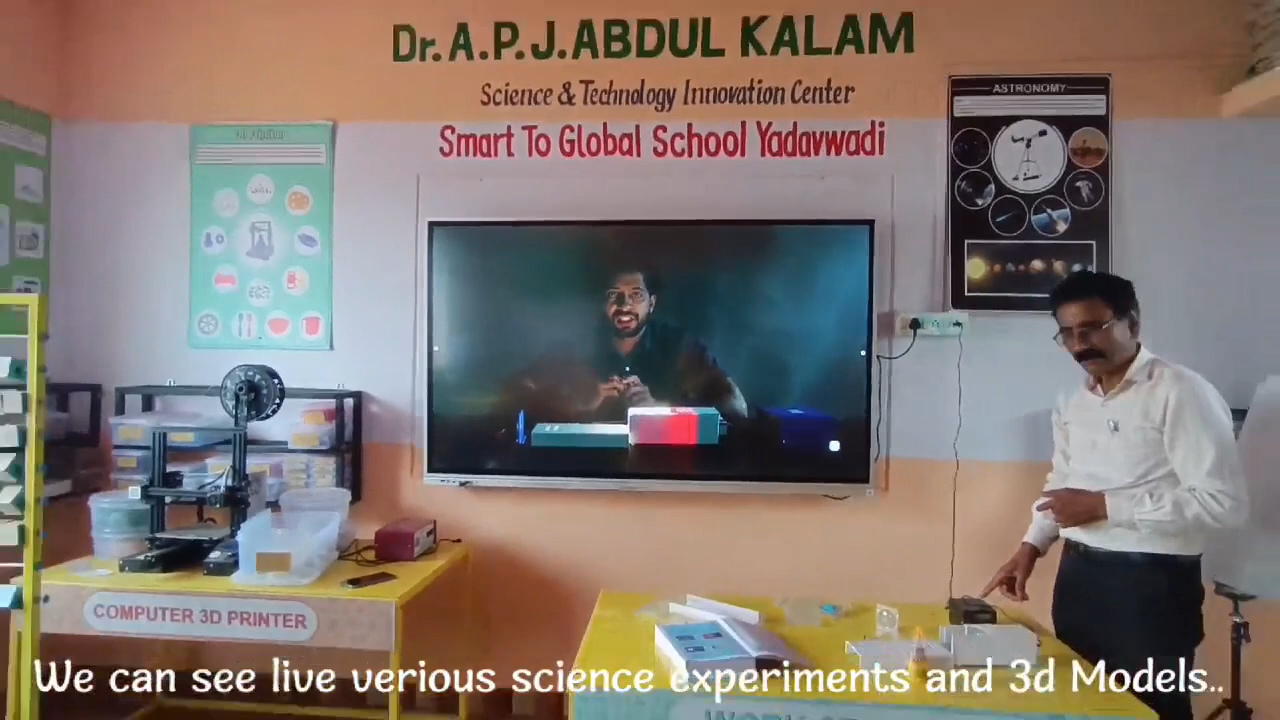 Dr. A.P.J. ABDUL KALAM
Science & Technology Innovation Center
Smart To Global School Yadavwadi
ASTRONOMY
COMPUTER 3D PRINTER
We can see live verious science experiments and 3d Models..